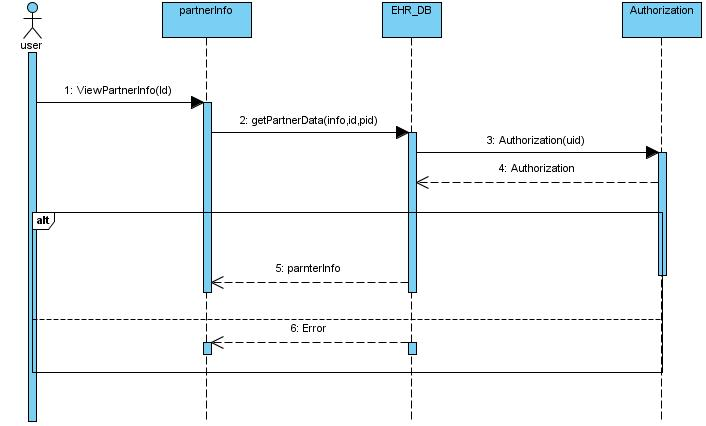 partnerInfo
EHR_DB
Authorization
user
1: ViewPartnerInfo(Id)
2: getPartnerData(info,id,pid)
3: Authorization(uid)
4: Authorization
alt
5: parnterInfo
6: Error